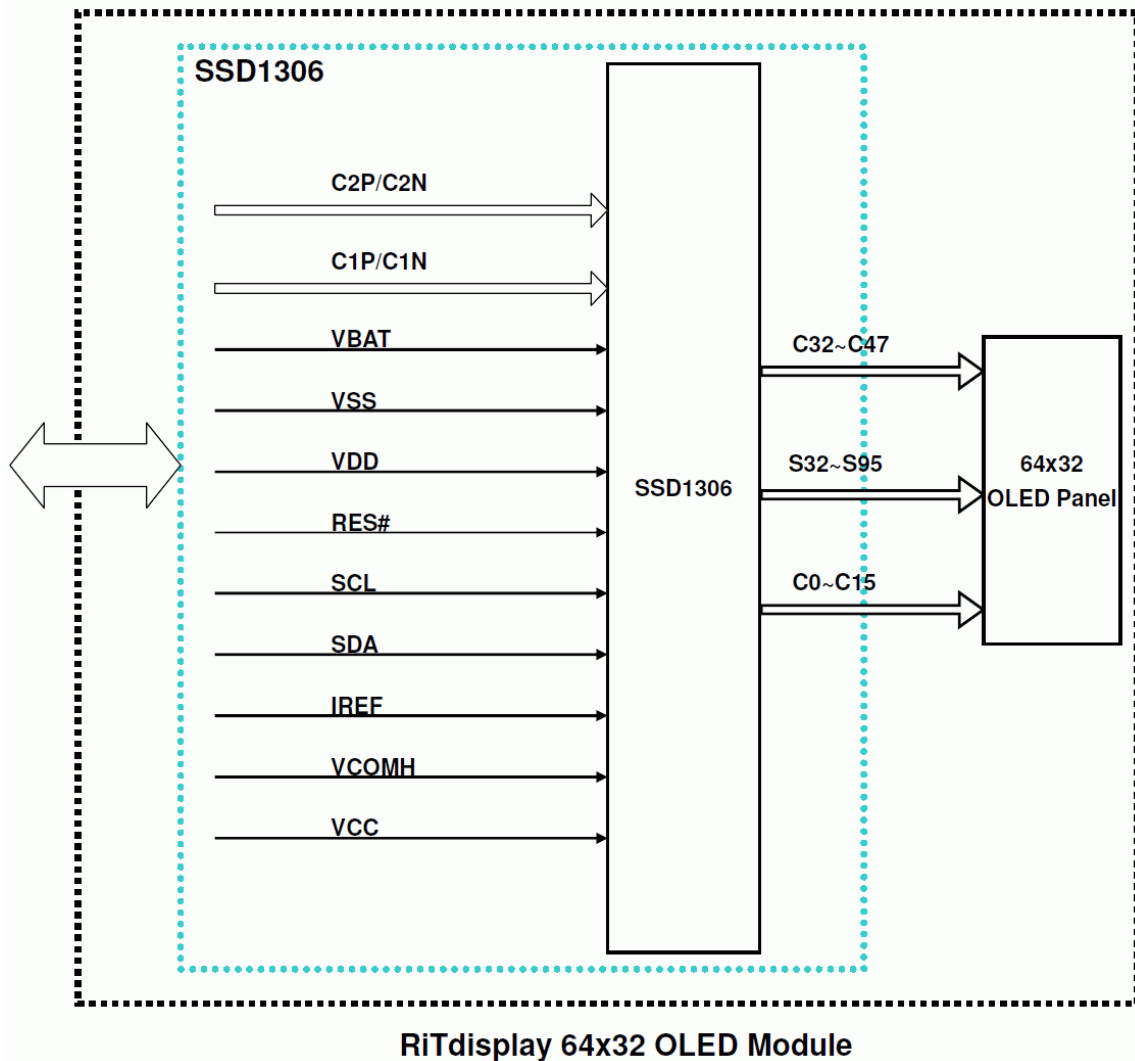 SSD1306
C2P/C2N
C1P/C1N
VBAT
VSS
VDD
RES#
SCL
SDA
IREF
VCOMH
VCC
SSD1306
C32~C47
S32~S95
C0~C15
64x32
OLED Panel
RiTdisplay 64x32 OLED Module